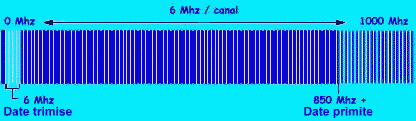 6 Mhz / canal
0 Mhz 1000 Mhz
6 Mhz 850 Mhz +
Date trimise Date primite